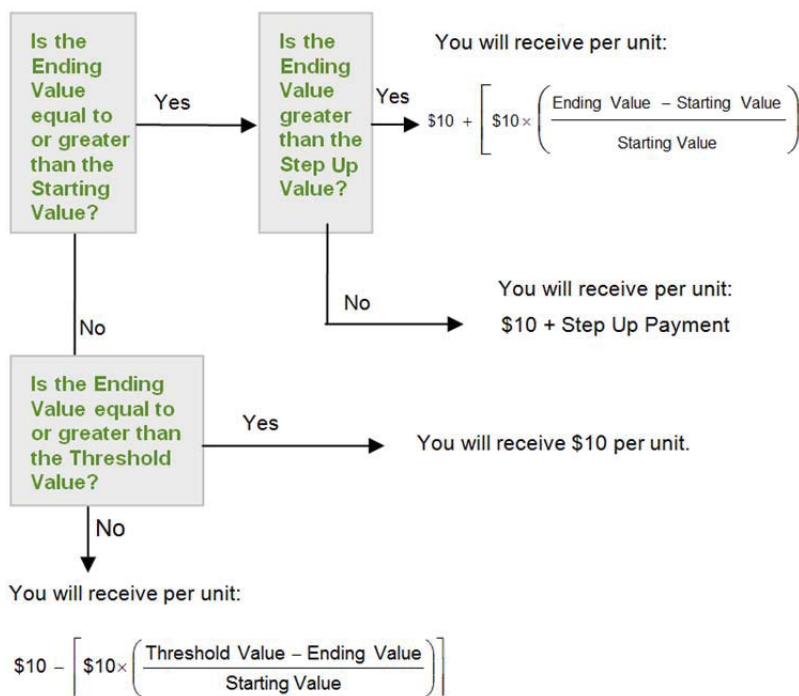 Is the
Ending
Value
equal to
or greater
than the
Starting
Value?
Yes
Is the
Ending
Value
greater
than the
Step Up
Value?
Yes
You will receive per unit:
$10 + [ $10 × ( Ending Value – Starting Value
Starting Value )
No
You will receive per unit:
$10 + Step Up Payment
No
Is the Ending
Value equal to
or greater than
the Threshold
Value?
Yes
You will receive $10 per unit.
No
You will receive per unit:
$10 – [ $10× ( Threshold Value – Ending Value
Starting Value ) ]